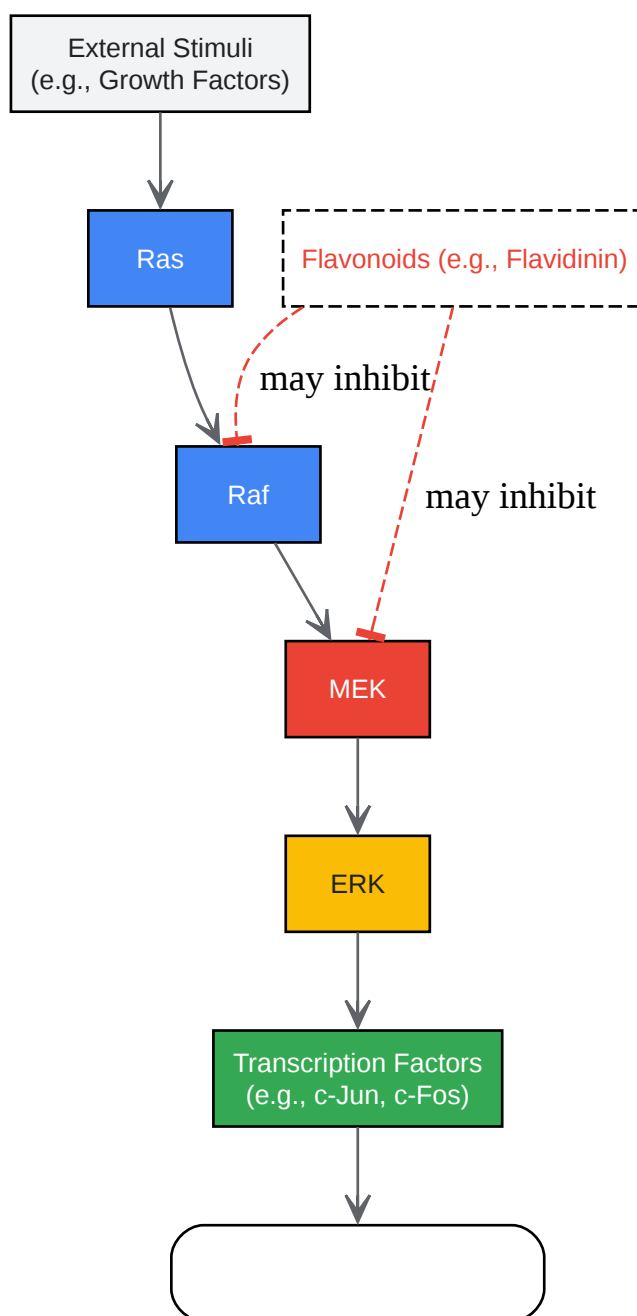 External Stimuli
(e.g., Growth Factors)
Ras
Flavonoids (e.g., Flavidinin)
may inhibit
Raf
may inhibit
MEK
ERK
Transcription Factors
(e.g., c-Jun, c-Fos)